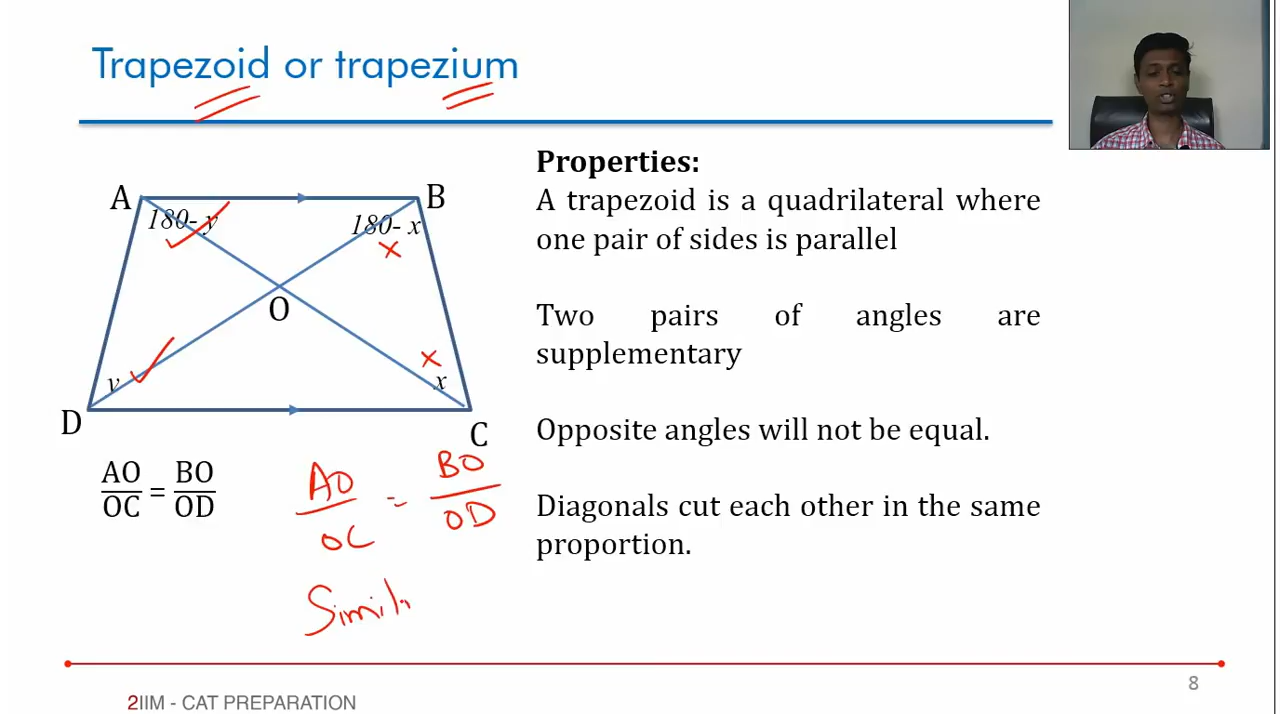 Trapezoid or trapezium
Properties:
A trapezoid is a quadrilateral where
one pair of sides is parallel
Two pairs of angles are
supplementary
Opposite angles will not be equal.
Diagonals cut each other in the same
proportion.
A B
180- y 180- x
O
y x
D C
AO/OC = BO/OD
AO/OC = BO/OD
Simil
8
2IIM - CAT PREPARATION